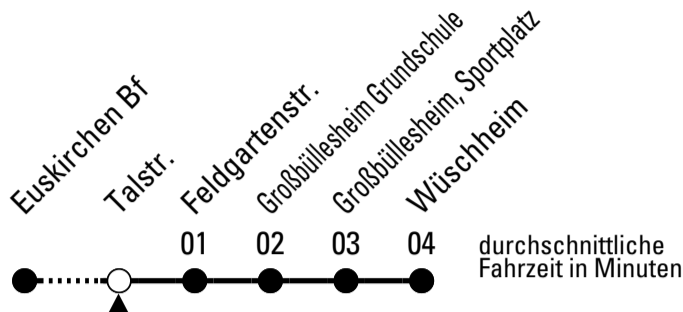 Euskirchen Bf
Talstr.
Feldgartenstr.
Großbüllesheim Grundschule
Großbüllesheim, Sportplatz
Wüschheim
01 02 03 04
durchschnittliche
Fahrzeit in Minuten